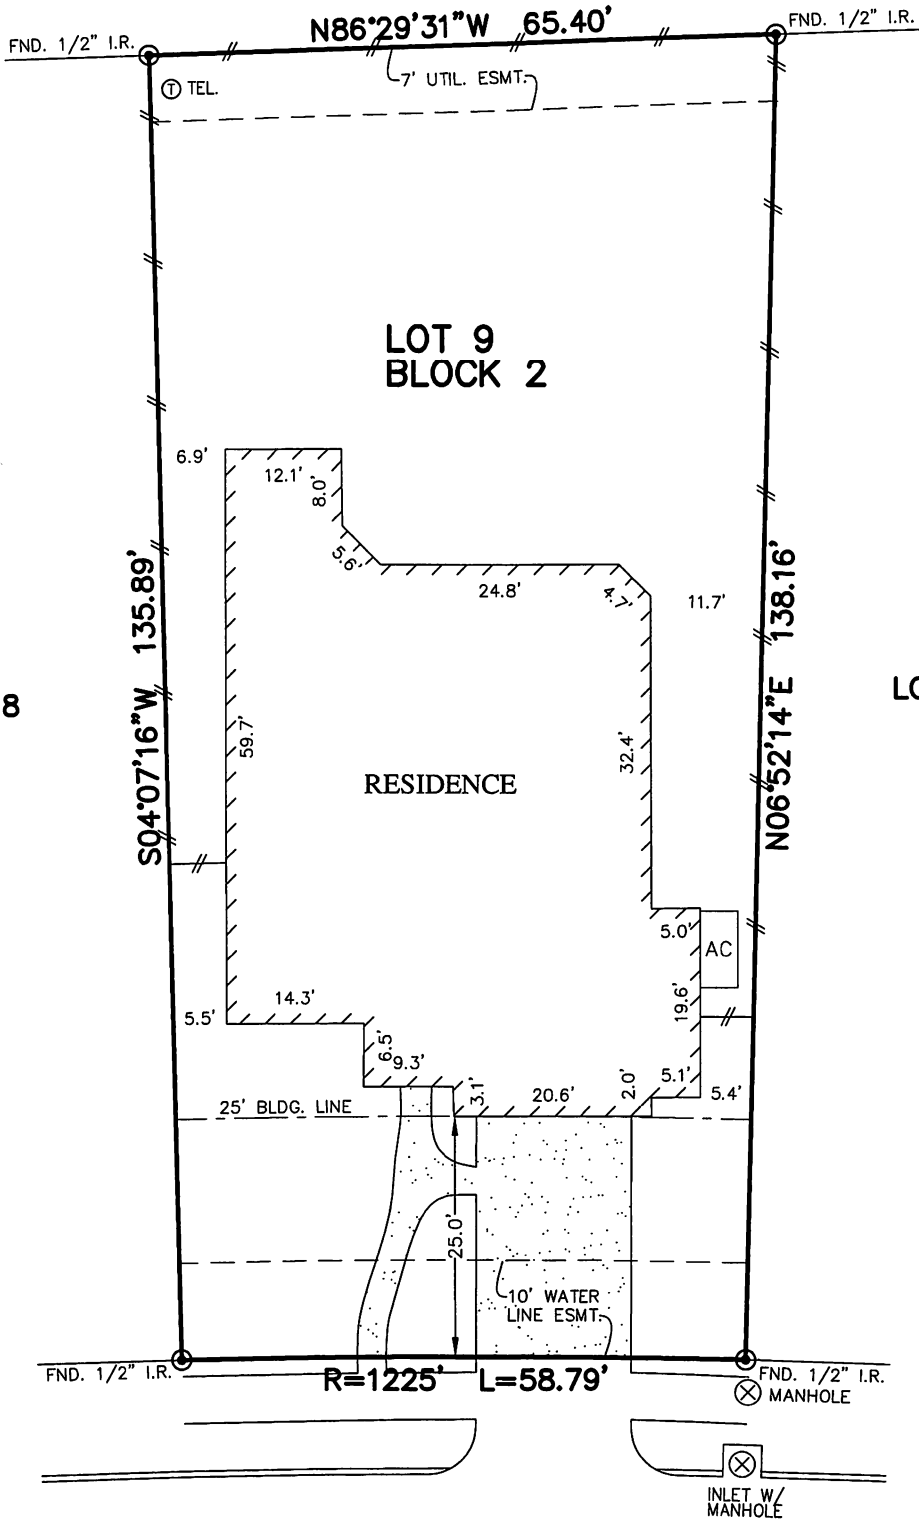 N86°29'31"W 65.40'
FND. 1/2" I.R.
FND. 1/2" I.R.
T TEL.
7' UTIL. ESMT.
LOT 9
BLOCK 2
6.9'
12.1'
8.0'
5.6'
24.8'
4.7'
11.7'
S04°07'16"W 135.89'
N06°52'14"E 138.16'
8
LO
59.7'
32.4'
RESIDENCE
5.0'
AC
19.6'
14.3'
5.5'
6.5'
9.3'
3.1'
20.6'
2.0'
5.1'
5.4'
25' BLDG. LINE
25.0'
10' WATER
LINE ESMT.
FND. 1/2" I.R.
R=1225' L=58.79'
FND. 1/2" I.R.
MANHOLE
INLET W/
MANHOLE